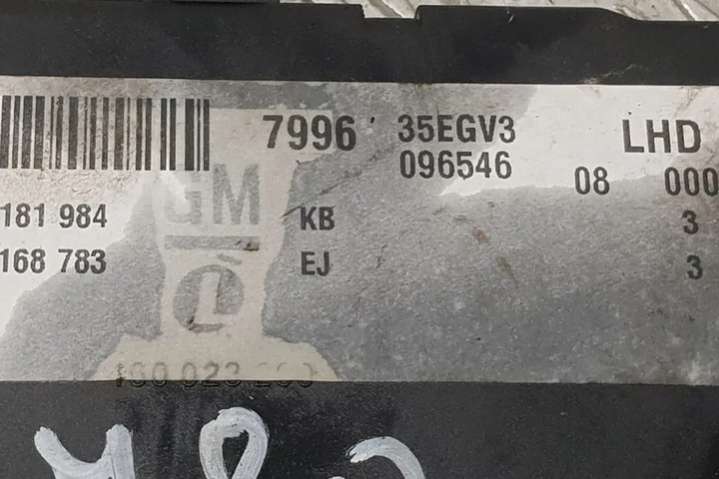 7996 35EGV3 LHD
096546 08 000
181 984 KB 3
168 783 EJ 3
GM